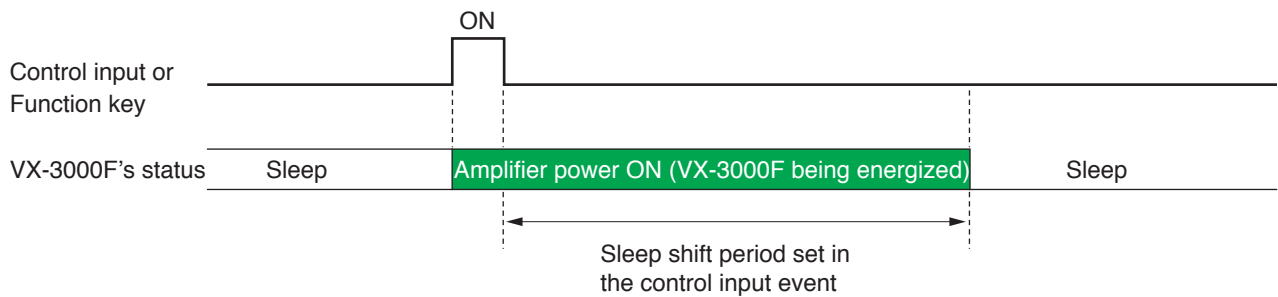 ON
Control input or
Function key
VX-3000F's status
Sleep
Amplifier power ON (VX-3000F being energized)
Sleep
Sleep shift period set in
the control input event